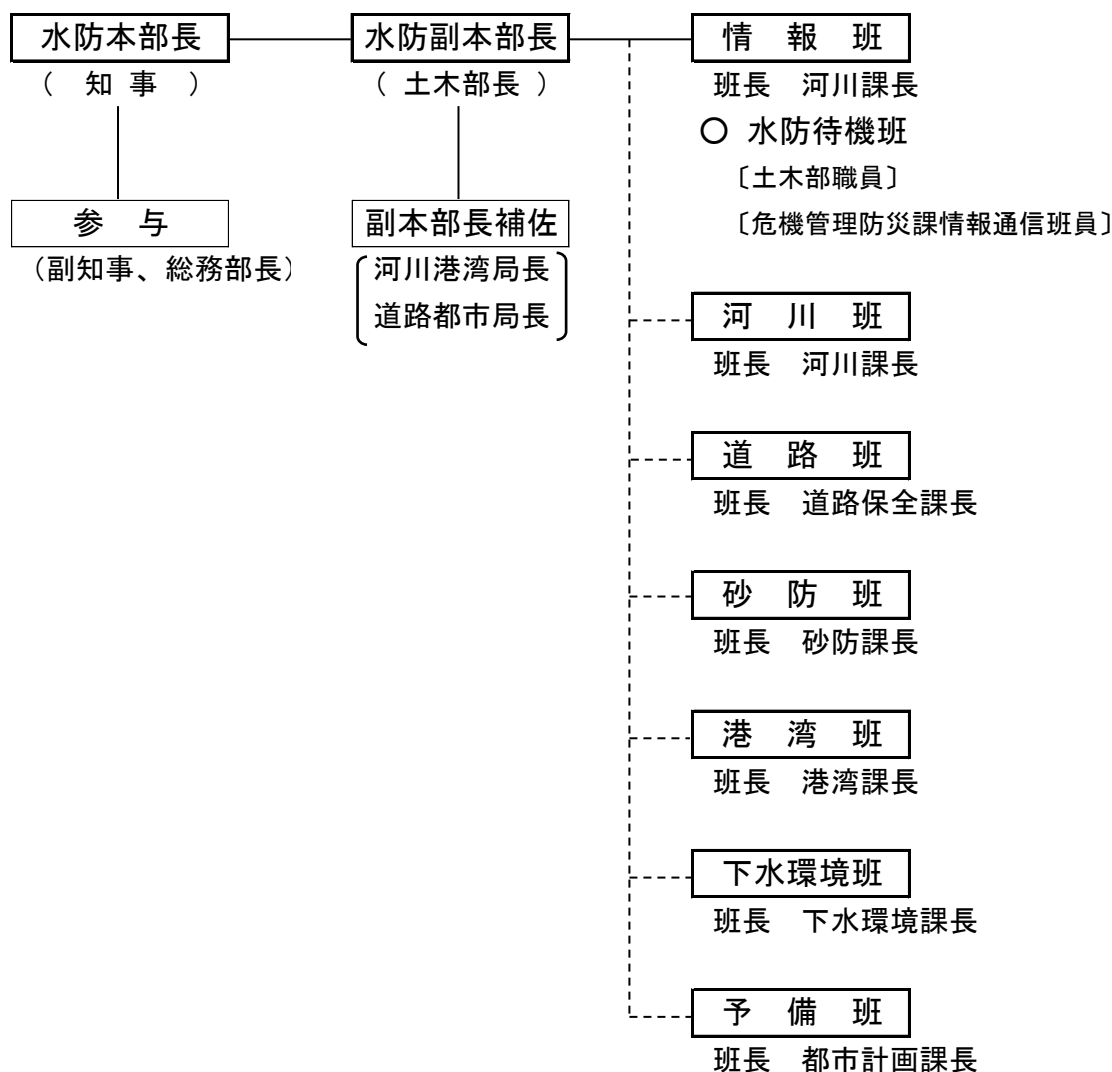 水防本部長
( 知 事 )
参 与
(副知事、総務部長)
水防副本部長
( 土木部長 )
副本部長補佐
河川港湾局長
道路都市局長
情 報 班
班長 河川課長
○ 水防待機班
〔土木部職員〕
〔危機管理防災課情報通信班員〕
河 川 班
班長 河川課長
道 路 班
班長 道路保全課長
砂 防 班
班長 砂防課長
港 湾 班
班長 港湾課長
下水環境班
班長 下水環境課長
予 備 班
班長 都市計画課長